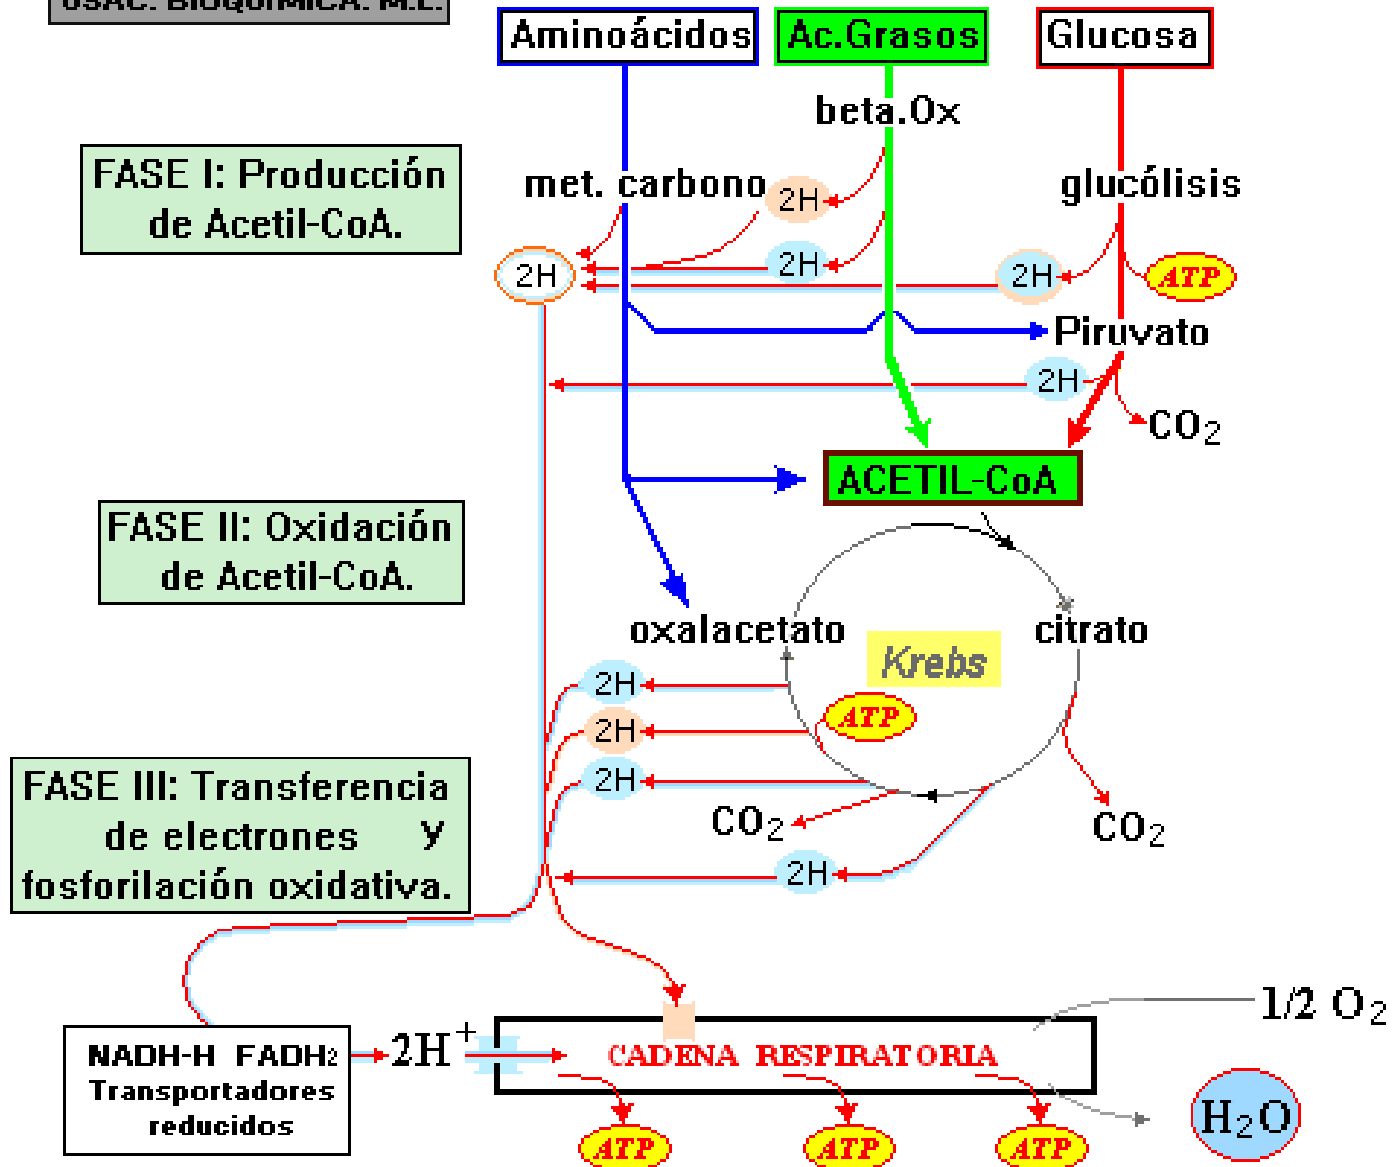 USAC. BIOQUIMICA. M.L.
Aminoácidos
Ac.Grasos
Glucosa
beta.Ox
FASE I: Producción
de Acetil-CoA.
met. carbono
2H
glucólisis
2H
2H
2H
ATP
Piruvato
2H
CO2
ACETIL-CoA
FASE II: Oxidación
de Acetil-CoA.
oxalacetato
citrato
Krebs
2H
ATP
2H
2H
FASE III: Transferencia
de electrones y
fosforilación oxidativa.
CO2
CO2
2H
1/2 O2
NADH-H FADH2
Transportadores
reducidos
2H+
CADENA RESPIRATORIA
H2O
ATP
ATP
ATP